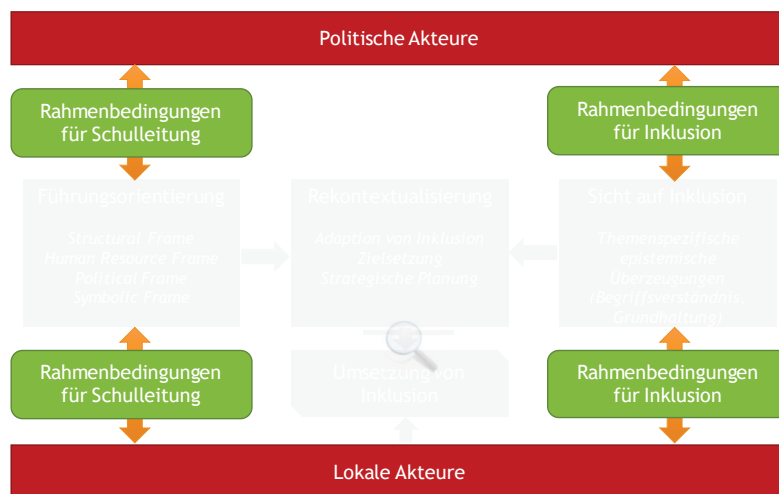 Politische Akteure
Rahmenbedingungen
für Schulleitung
Rahmenbedingungen
für Inklusion
Führungsorientierung
Structural Frame
Human Resource Frame
Political Frame
Symbolic Frame
Rekontextualisierung
Adaption von Inklusion
Zielsetzung
Strategische Planung
Sicht auf Inklusion
Themenspezifische
epistemische
Überzeugungen
(Begriffsverständnis,
Grundhaltung)
Rahmenbedingungen
für Schulleitung
Umsetzung von
Inklusion
Rahmenbedingungen
für Inklusion
Lokale Akteure